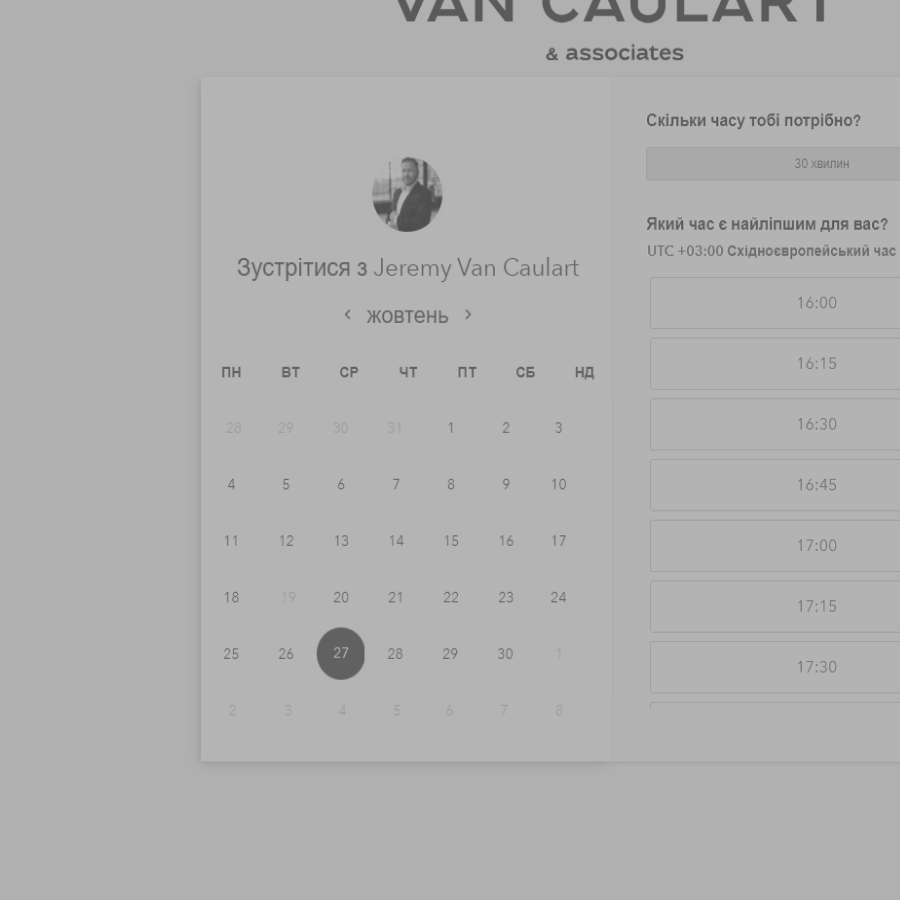 VAN CAULART
& associates
Зустрітися з Jeremy Van Caulart
жовтень
ПН ВТ СР ЧТ ПТ СБ НД
28 29 30 31 1 2 3
4 5 6 7 8 9 10
11 12 13 14 15 16 17
18 19 20 21 22 23 24
25 26 27 28 29 30 1
2 3 4 5 6 7 8
Скільки часу тобі потрібно?
30 хвилин
Який час є найліпшим для вас?
UTC +03:00 Східноєвропейський час
16:00
16:15
16:30
16:45
17:00
17:15
17:30